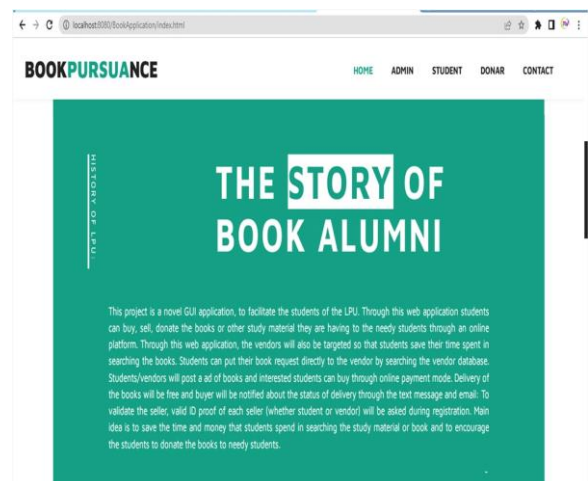 localhost:8080/BookApplication/index.html
BOOKPURSUANCE
HOME ADMIN STUDENT DONAR CONTACT
HISTORY OF LPU:
THE STORY OF
BOOK ALUMNI
This project is a novel GUI application, to facilitate the students of the LPU. Through this web application students
can buy, sell, donate the books or other study material they are having to the needy students through an online
platform. Through this web application, the vendors will also be targeted so that students save their time spent in
searching the books. Students can put their book request directly to the vendor by searching the vendor database.
Students/vendors will post a ad of books and interested students can buy through online payment mode. Delivery of
the books will be free and buyer will be notified about the status of delivery through the text message and email: To
validate the seller, valid ID proof of each seller (whether student or vendor) will be asked during registration. Main
idea is to save the time and money that students spend in searching the study material or book and to encourage
the students to donate the books to needy students.